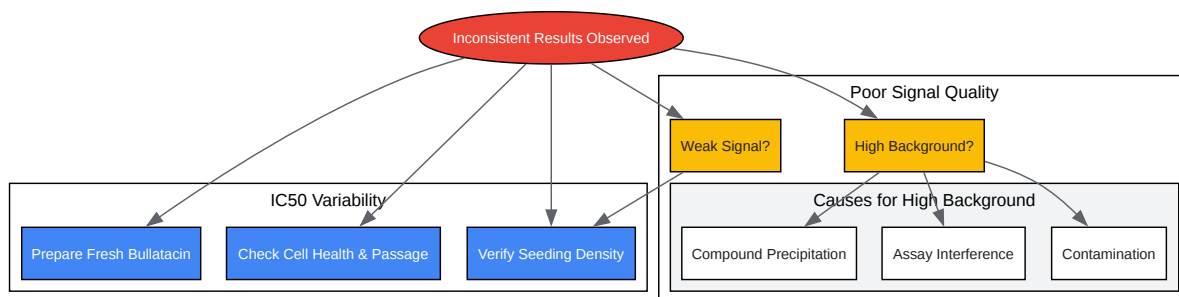 Inconsistent Results Observed
Poor Signal Quality
Weak Signal?
High Background?
IC50 Variability
Causes for High Background
Prepare Fresh Bullatacin
Check Cell Health & Passage
Verify Seeding Density
Compound Precipitation
Assay Interference
Contamination